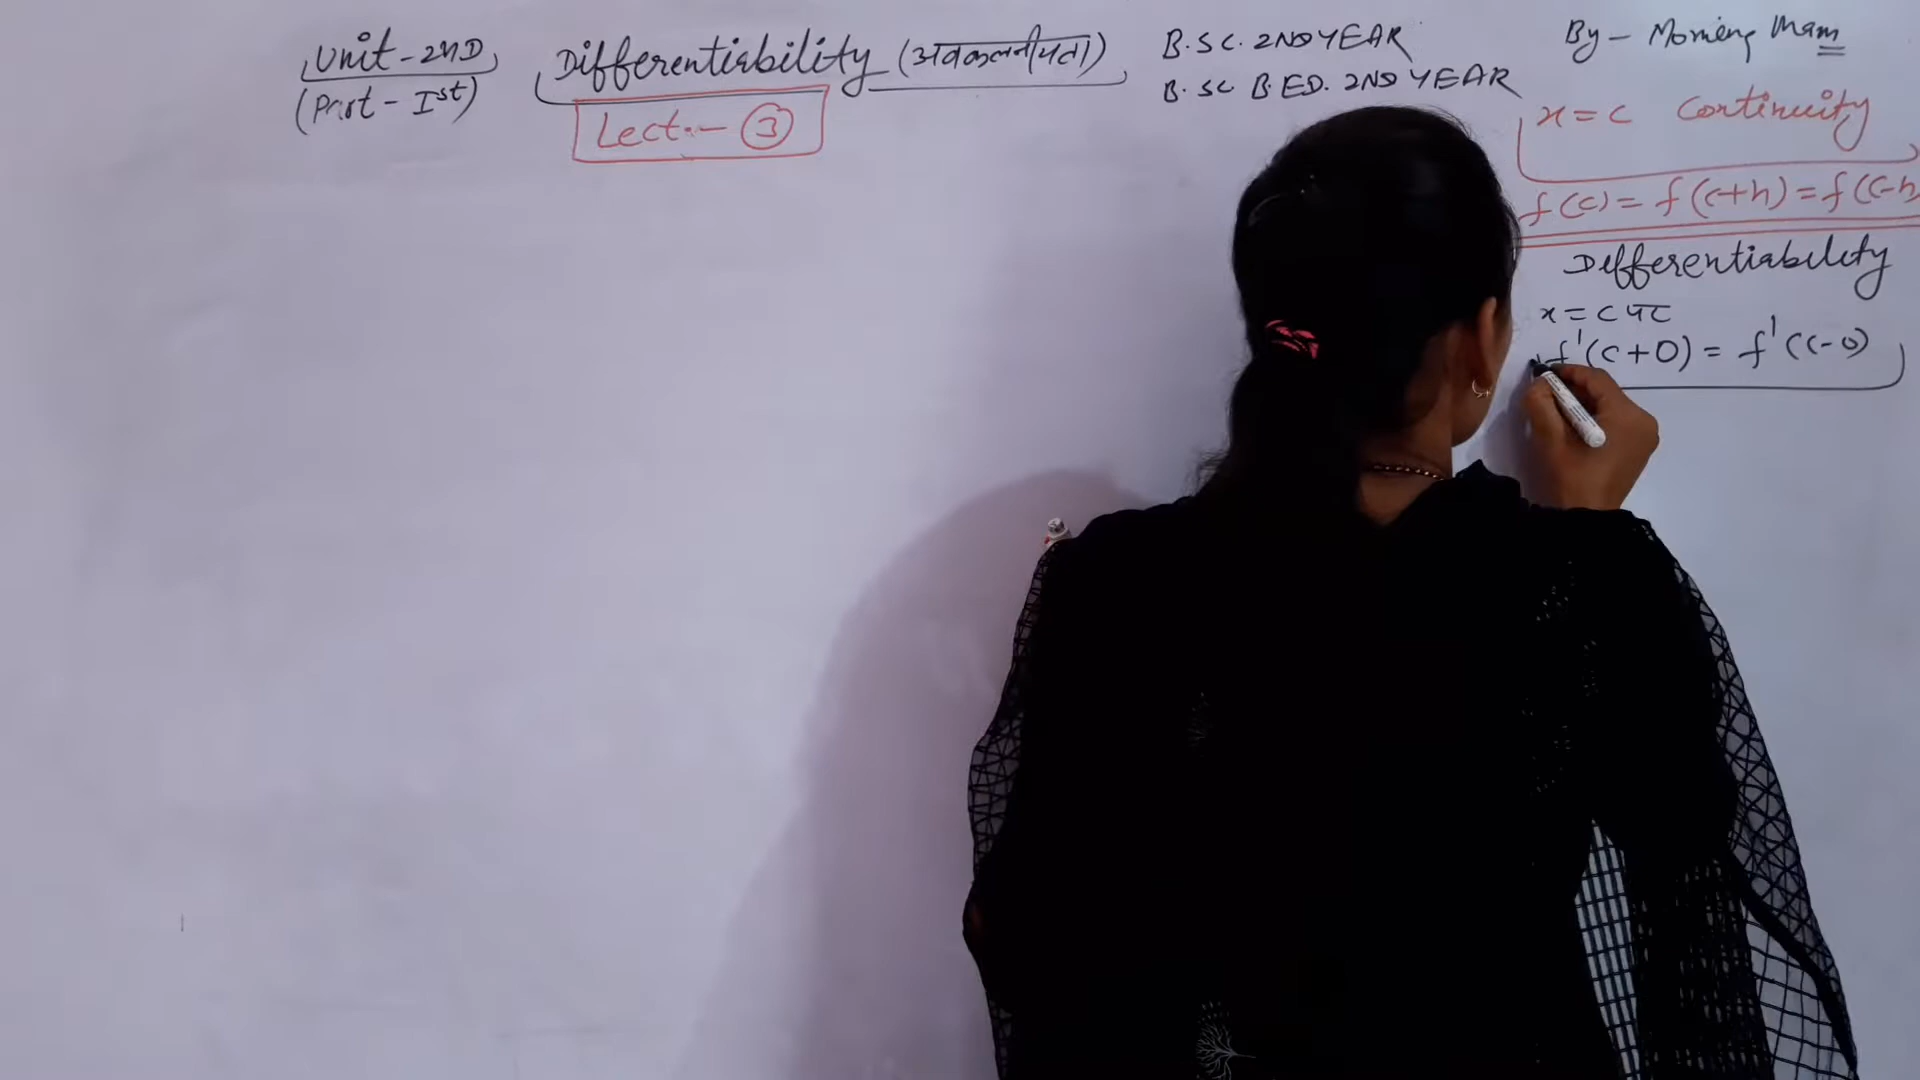 Unit-2ND
(Part-Ist)
Differentiability (अवकलनीयता)
Lect.-③
B.SC. 2ND YEAR
B.SC B.ED. 2ND YEAR
By- Moniney Mam
x=c Continuity
f(c)=f(c+h)=f(c-h
Differentiability
x=c पर
f'(c+0)=f'(c-0)